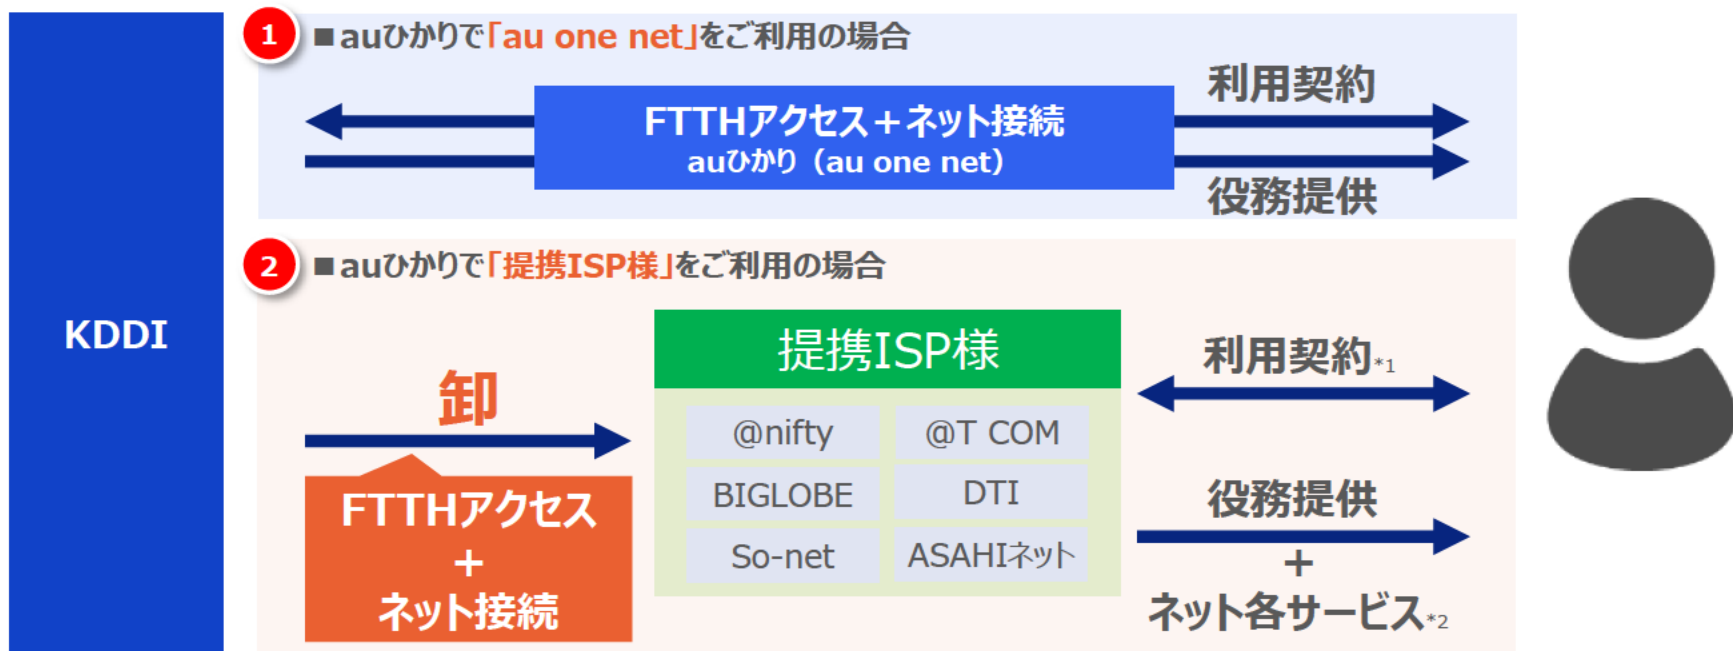 KDDI
1
■auひかりで「au one net」をご利用の場合
FTTHアクセス＋ネット接続
auひかり（au one net）
利用契約
役務提供
2
■auひかりで「提携ISP様」をご利用の場合
卸
FTTHアクセス
+
ネット接続
提携ISP様
@nifty
@T COM
BIGLOBE
DTI
So-net
ASAHIネット
利用契約*1
役務提供
+
ネット各サービス*2